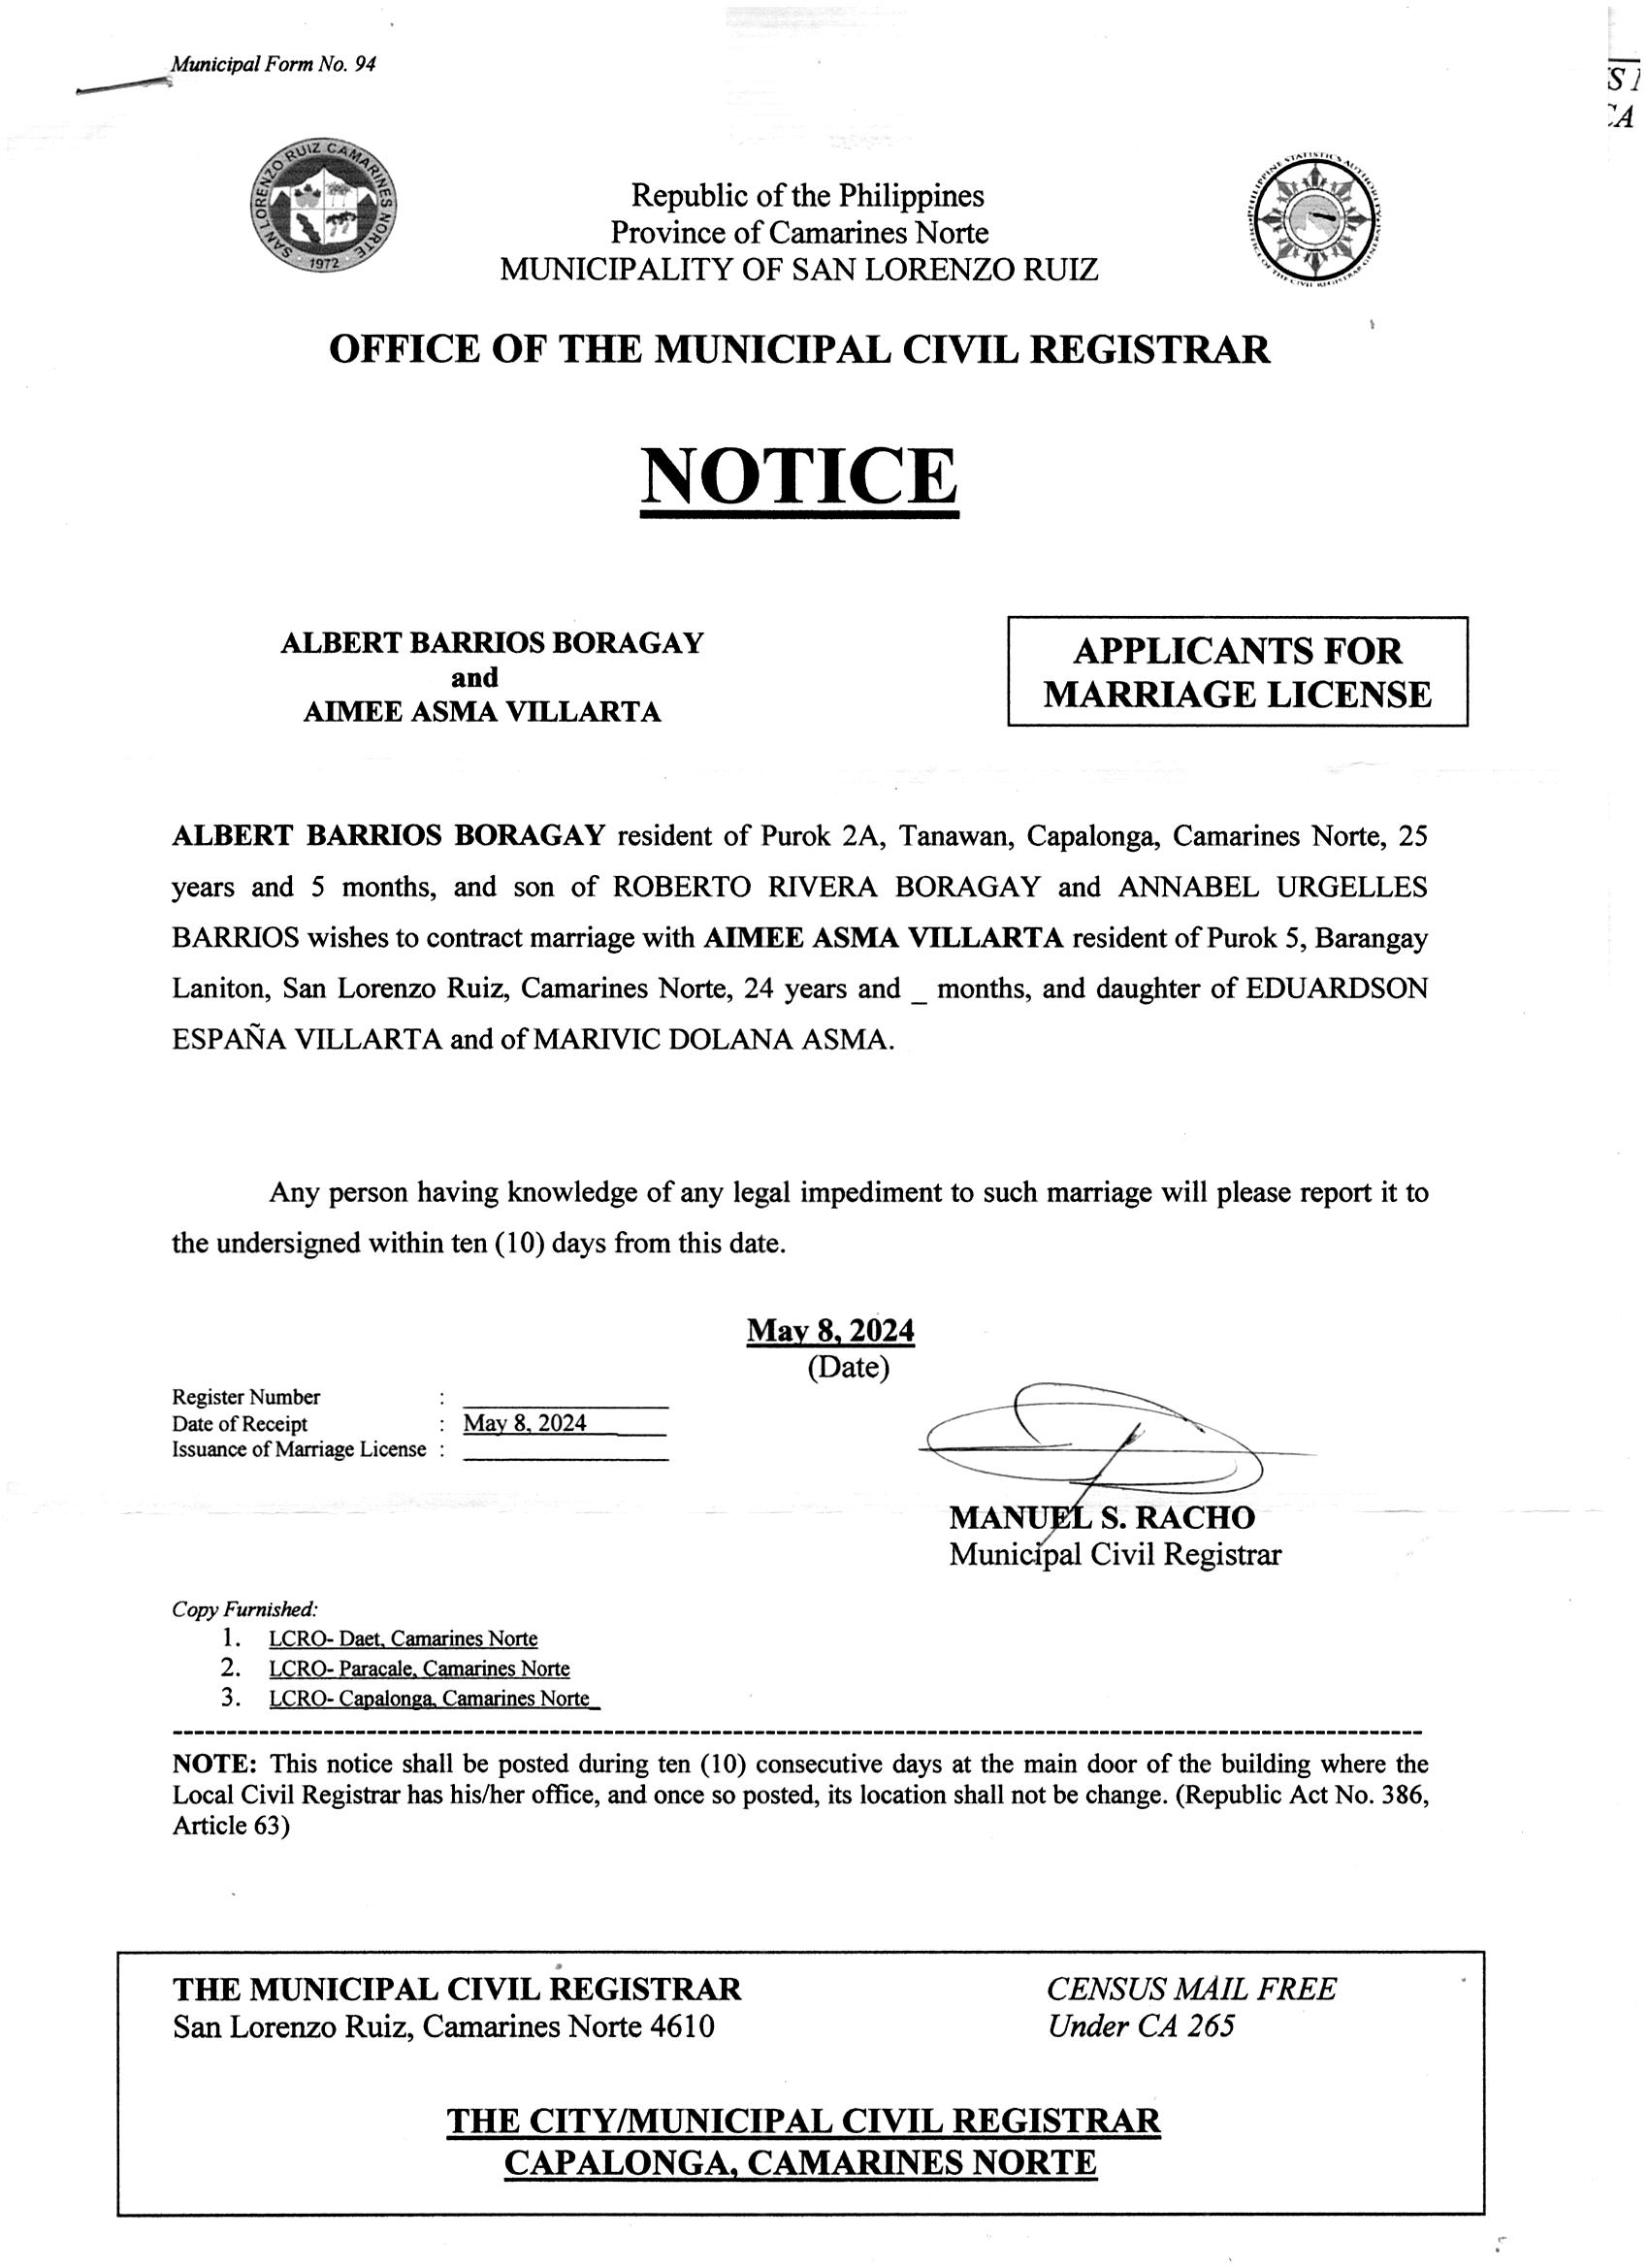 Municipal Form No. 94
S
CA
SAN LORENZO RUIZ CAMARINES NORTE
1972
PHILIPPINE STATISTICS AUTHORITY
OFFICE OF THE CIVIL REGISTRAR GENERAL
Republic of the Philippines
Province of Camarines Norte
MUNICIPALITY OF SAN LORENZO RUIZ
OFFICE OF THE MUNICIPAL CIVIL REGISTRAR
NOTICE
ALBERT BARRIOS BORAGAY
and
AIMEE ASMA VILLARTA
APPLICANTS FOR
MARRIAGE LICENSE
ALBERT BARRIOS BORAGAY resident of Purok 2A, Tanawan, Capalonga, Camarines Norte, 25
years and 5 months, and son of ROBERTO RIVERA BORAGAY and ANNABEL URGELLES
BARRIOS wishes to contract marriage with AIMEE ASMA VILLARTA resident of Purok 5, Barangay
Laniton, San Lorenzo Ruiz, Camarines Norte, 24 years and _ months, and daughter of EDUARDSON
ESPAÑA VILLARTA and of MARIVIC DOLANA ASMA.
Any person having knowledge of any legal impediment to such marriage will please report it to
the undersigned within ten (10) days from this date.
May 8, 2024
(Date)
Register Number :
Date of Receipt : May 8, 2024
Issuance of Marriage License :
MANUEL S. RACHO
Municipal Civil Registrar
Copy Furnished:
1. LCRO- Daet, Camarines Norte
2. LCRO- Paracale, Camarines Norte
3. LCRO- Capalonga, Camarines Norte
NOTE: This notice shall be posted during ten (10) consecutive days at the main door of the building where the
Local Civil Registrar has his/her office, and once so posted, its location shall not be change. (Republic Act No. 386,
Article 63)
THE MUNICIPAL CIVIL REGISTRAR
San Lorenzo Ruiz, Camarines Norte 4610
CENSUS MAIL FREE
Under CA 265
THE CITY/MUNICIPAL CIVIL REGISTRAR
CAPALONGA, CAMARINES NORTE